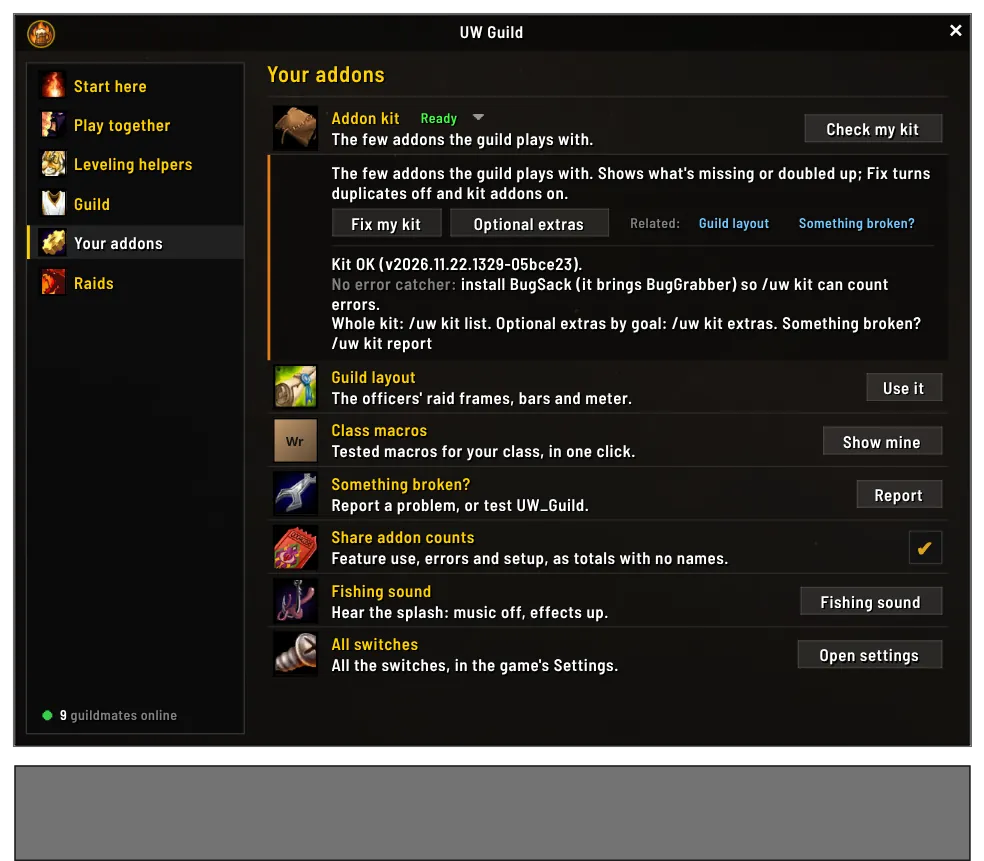 UW Guild
Start here
Play together
Leveling helpers
Guild
Your addons
Raids
9 guildmates online
Your addons
Addon kit Ready
The few addons the guild plays with.
Check my kit
The few addons the guild plays with. Shows what's missing or doubled up; Fix turns
duplicates off and kit addons on.
Fix my kit
Optional extras
Related: Guild layout Something broken?
Kit OK (v2026.11.22.1329-05bce23).
No error catcher: install BugSack (it brings BugGrabber) so /uw kit can count
errors.
Whole kit: /uw kit list. Optional extras by goal: /uw kit extras. Something broken?
/uw kit report
Guild layout
The officers' raid frames, bars and meter.
Use it
Wr
Class macros
Tested macros for your class, in one click.
Show mine
Something broken?
Report a problem, or test UW_Guild.
Report
Share addon counts
Feature use, errors and setup, as totals with no names.
Fishing sound
Hear the splash: music off, effects up.
Fishing sound
All switches
All the switches, in the game's Settings.
Open settings